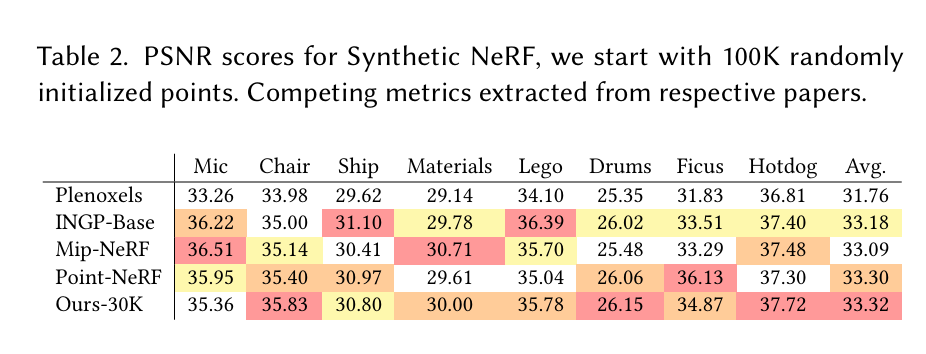 Table 2. PSNR scores for Synthetic NeRF, we start with 100K randomly
initialized points. Competing metrics extracted from respective papers.
Mic Chair Ship Materials Lego Drums Ficus Hotdog Avg.
Plenoxels 33.26 33.98 29.62 29.14 34.10 25.35 31.83 36.81 31.76
INGP-Base 36.22 35.00 31.10 29.78 36.39 26.02 33.51 37.40 33.18
Mip-NeRF 36.51 35.14 30.41 30.71 35.70 25.48 33.29 37.48 33.09
Point-NeRF 35.95 35.40 30.97 29.61 35.04 26.06 36.13 37.30 33.30
Ours-30K 35.36 35.83 30.80 30.00 35.78 26.15 34.87 37.72 33.32